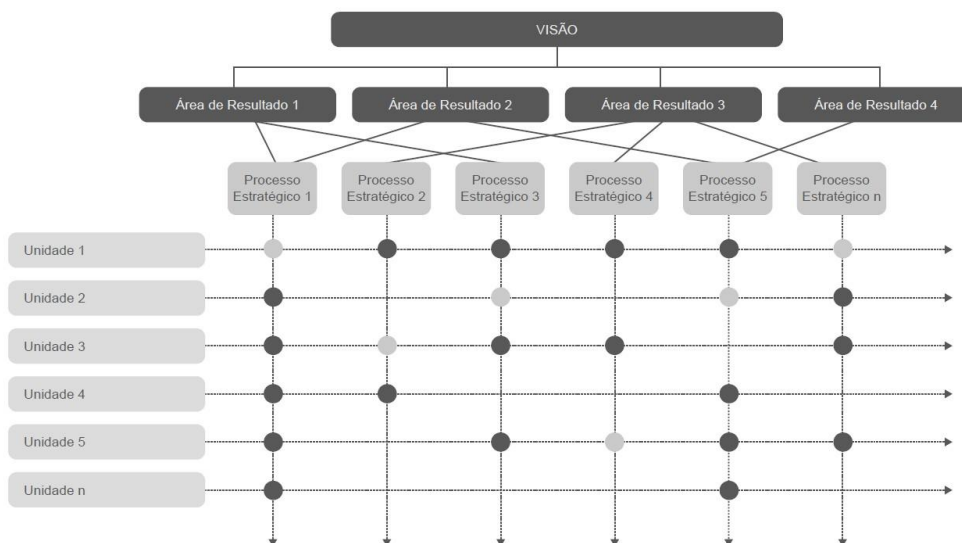 VISÃO
Área de Resultado 1
Área de Resultado 2
Área de Resultado 3
Área de Resultado 4
Processo
Estratégico 1
Processo
Estratégico 2
Processo
Estratégico 3
Processo
Estratégico 4
Processo
Estratégico 5
Processo
Estratégico n
Unidade 1
Unidade 2
Unidade 3
Unidade 4
Unidade 5
Unidade n